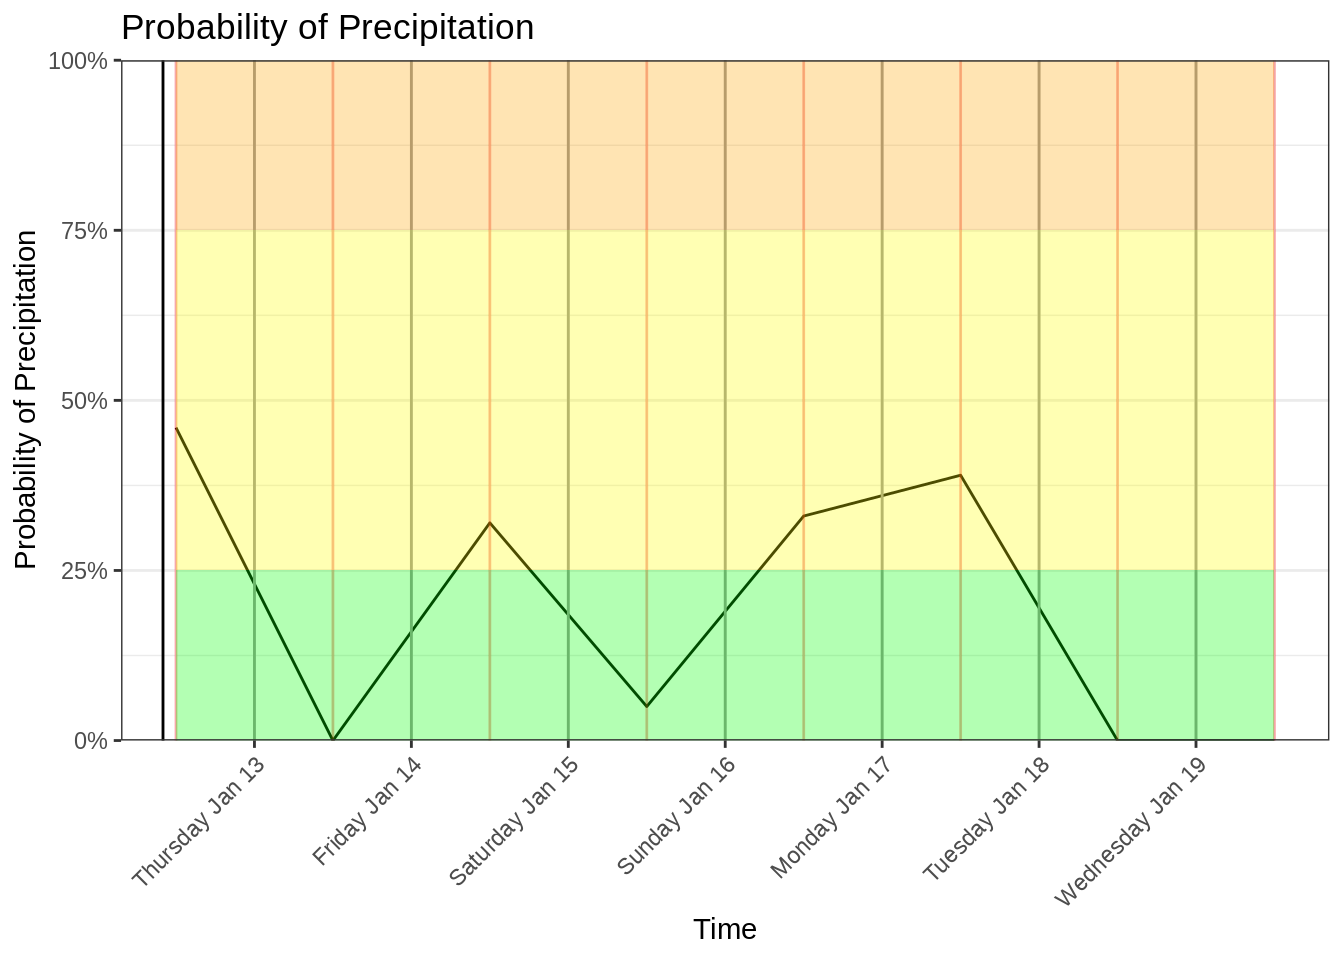 Probability of Precipitation
Probability of Precipitation
100%
75%
50%
25%
0%
Thursday Jan 13
Friday Jan 14
Saturday Jan 15
Sunday Jan 16
Monday Jan 17
Tuesday Jan 18
Wednesday Jan 19
Time